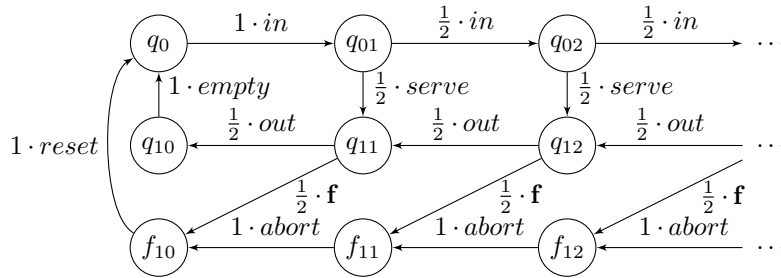 q₀ 1 · in q₀₁ ½ · in q₀₂ ½ · in ···
1 · empty ½ · serve ½ · serve
q₁₀ ½ · out q₁₁ ½ · out q₁₂ ½ · out ···
1 · reset
½ · f ½ · f ½ · f
f₁₀ 1 · abort f₁₁ 1 · abort f₁₂ 1 · abort ···